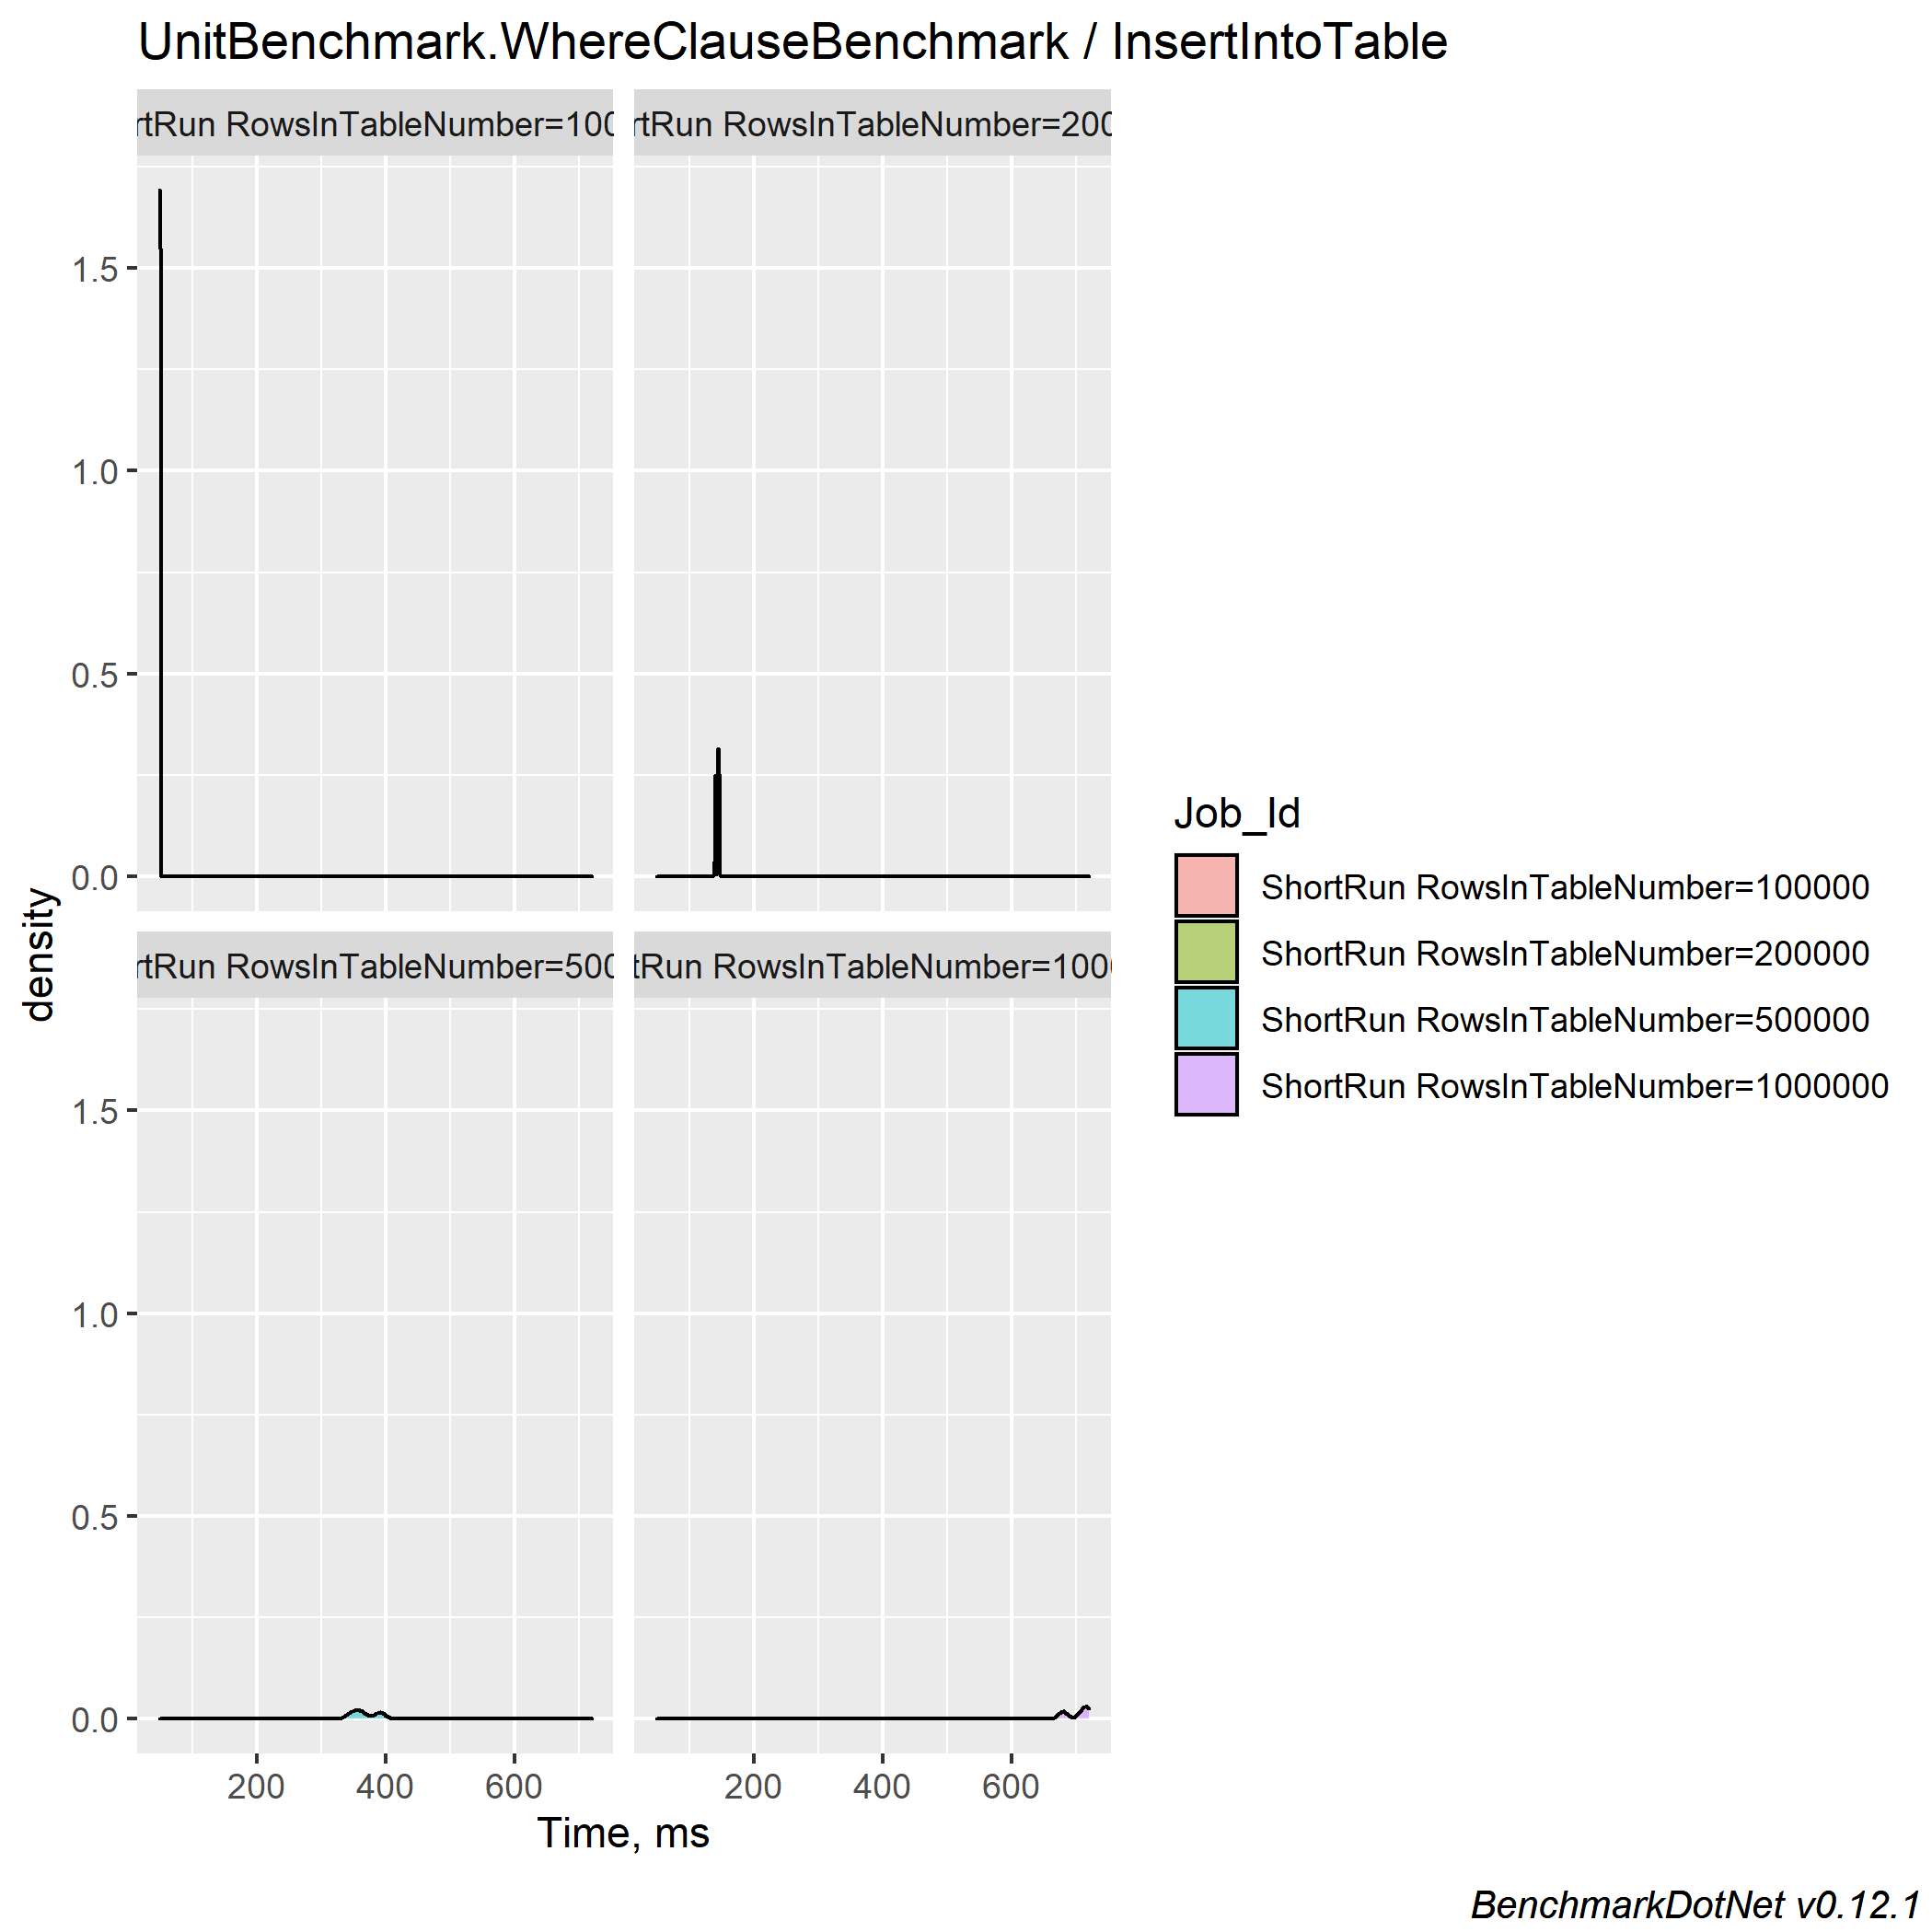 UnitBenchmark.WhereClauseBenchmark / InsertIntoTable
rtRun RowsInTableNumber=100
rtRun RowsInTableNumber=200
1.5
1.0
0.5
0.0
rtRun RowsInTableNumber=500
tRun RowsInTableNumber=1000
1.5
1.0
0.5
0.0
200 400 600
200 400 600
density
Time, ms
Job_Id
ShortRun RowsInTableNumber=100000
ShortRun RowsInTableNumber=200000
ShortRun RowsInTableNumber=500000
ShortRun RowsInTableNumber=1000000
BenchmarkDotNet v0.12.1